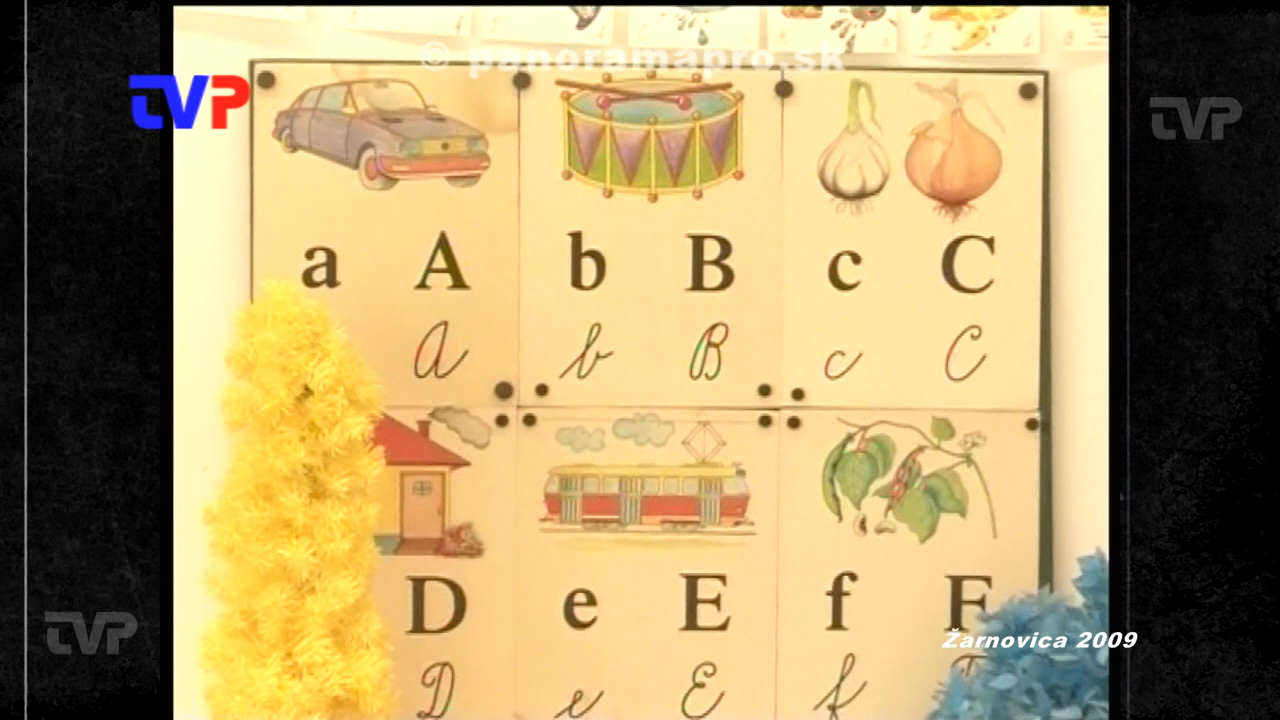 © panoramapro.sk
TVP
TVP
a A b B c C
A b B c C
D e E f F
D e E f
Žarnovica 2009
TVP